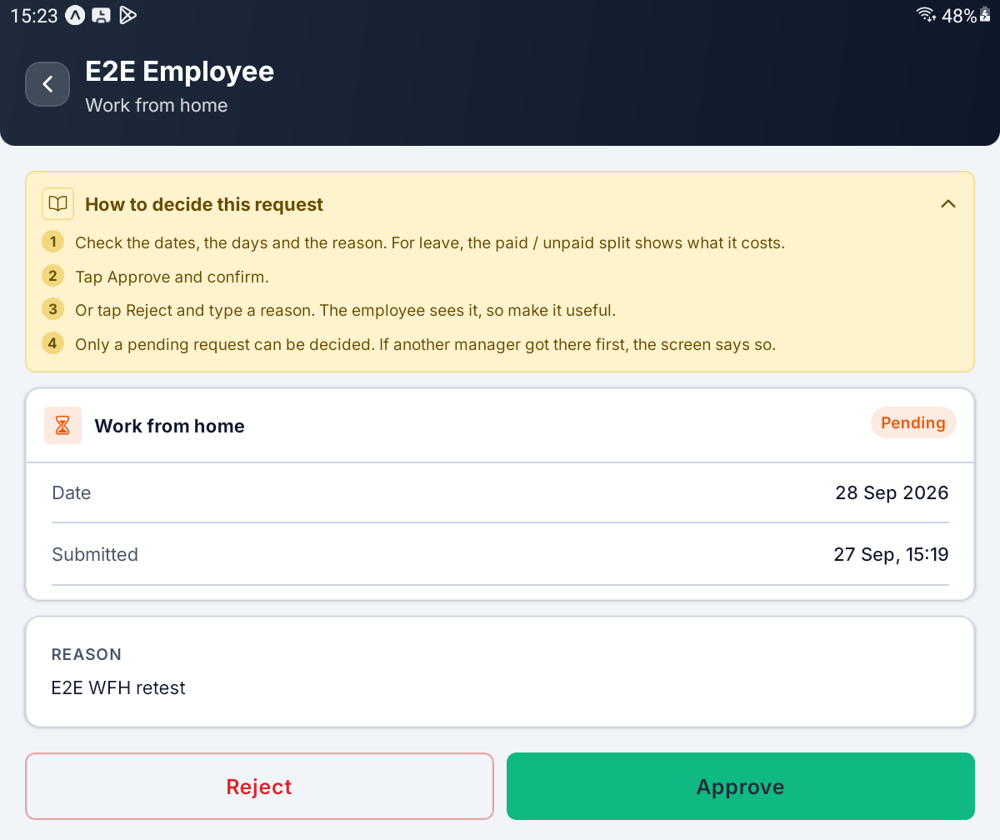 15:23 48%
E2E Employee
Work from home
How to decide this request
1 Check the dates, the days and the reason. For leave, the paid / unpaid split shows what it costs.
2 Tap Approve and confirm.
3 Or tap Reject and type a reason. The employee sees it, so make it useful.
4 Only a pending request can be decided. If another manager got there first, the screen says so.
Work from home Pending
Date 28 Sep 2026
Submitted 27 Sep, 15:19
REASON
E2E WFH retest
Reject Approve